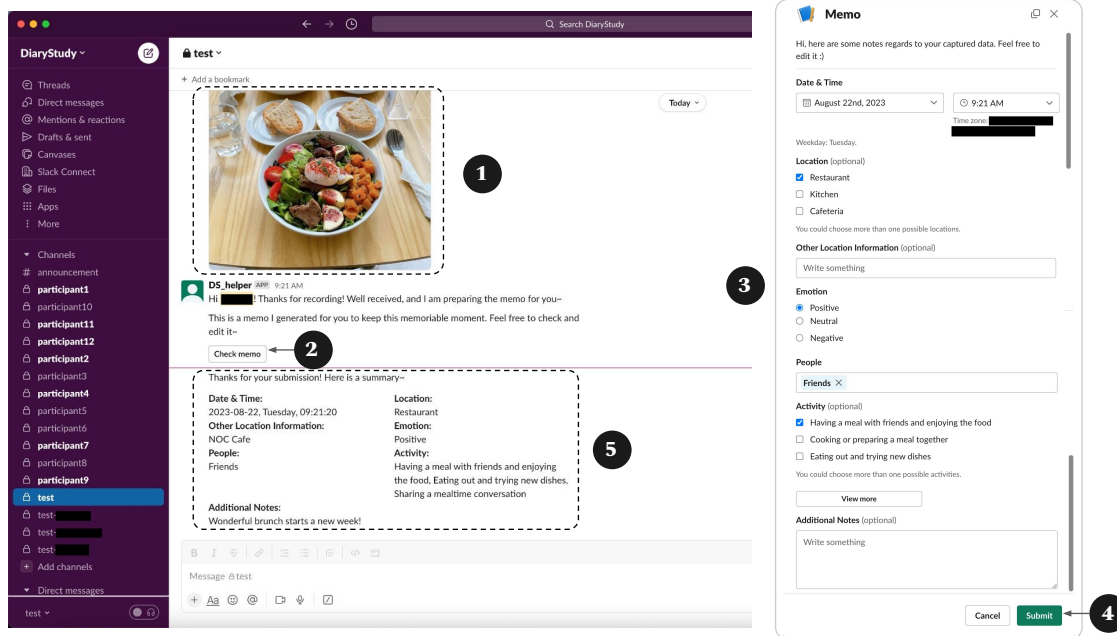 Search DiaryStudy
DiaryStudy
Threads
Direct messages
Mentions & reactions
Drafts & sent
Canvases
Slack Connect
Files
Apps
More
Channels
# announcement
participant1
participant10
participant11
participant12
participant2
participant3
participant4
participant5
participant6
participant7
participant8
participant9
test
test-
test-
test-
+ Add channels
Direct messages
test
test
+ Add a bookmark
Today
1
DS_helper APP 9:21 AM
Hi ! Thanks for recording! Well received, and I am preparing the memo for you~
This is a memo I generated for you to keep this memoriable moment. Feel free to check and
edit it~
Check memo
2
Thanks for your submission! Here is a summary~
Date & Time:
2023-08-22, Tuesday, 09:21:20
Other Location Information:
NOC Cafe
People:
Friends
Location:
Restaurant
Emotion:
Positive
Activity:
Having a meal with friends and enjoying
the food, Eating out and trying new dishes,
Sharing a mealtime conversation
Additional Notes:
Wonderful brunch starts a new week!
5
B I S
Message test
+ Aa @
3
Memo
Hi, here are some notes regards to your captured data. Feel free to
edit it :)
Date & Time
August 22nd, 2023
9:21 AM
Time zone:
Weekday: Tuesday.
Location (optional)
Restaurant
Kitchen
Cafeteria
You could choose more than one possible locations.
Other Location Information (optional)
Write something
Emotion
Positive
Neutral
Negative
People
Friends ×
Activity (optional)
Having a meal with friends and enjoying the food
Cooking or preparing a meal together
Eating out and trying new dishes
You could choose more than one possible activities.
View more
Additional Notes (optional)
Write something
Cancel
Submit
4